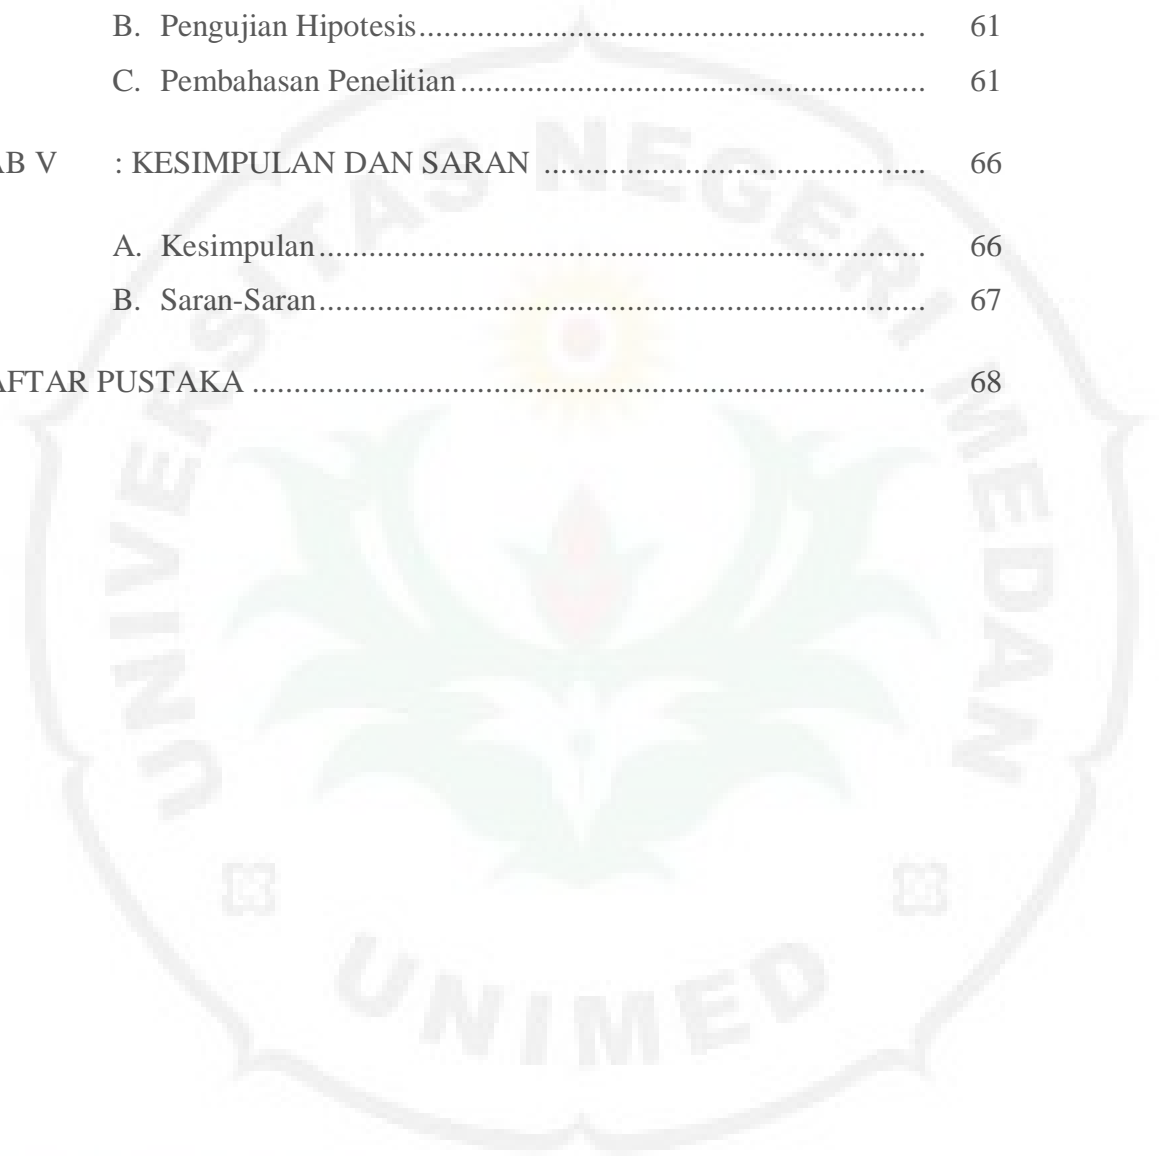 B. Pengujian Hipotesis............................................................. 61
C. Pembahasan Penelitian........................................................ 61
AB V : KESIMPULAN DAN SARAN .............................................. 66
A. Kesimpulan......................................................................... 66
B. Saran-Saran......................................................................... 67
AFTAR PUSTAKA ................................................................................. 68
UNIVERSITAS NEGERI MEDAN
UNIMED